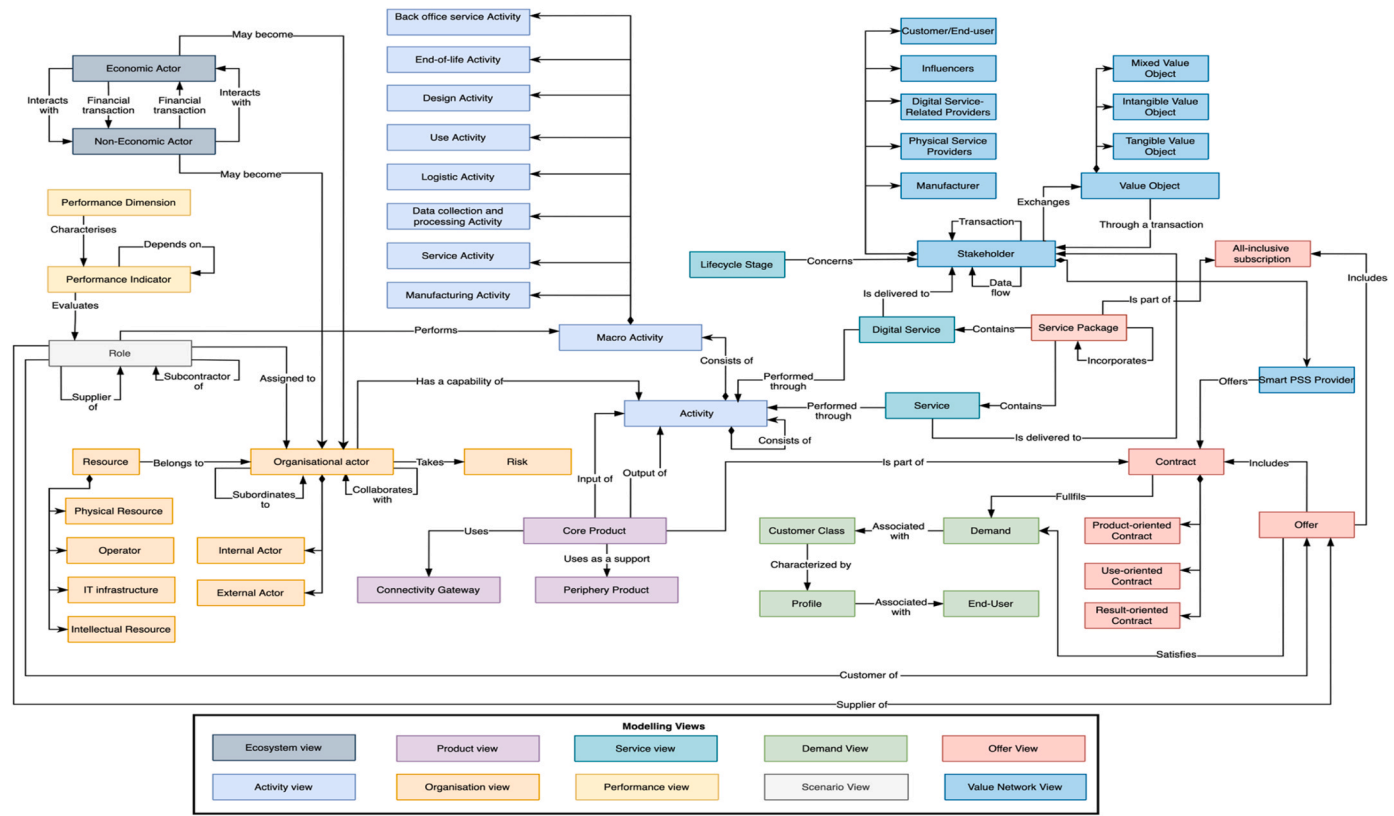 May become
Economic Actor
Interacts
with
Financial
transaction
Financial
transaction
Interacts
with
Non-Economic Actor
May become
Performance Dimension
Characterises
Depends on
Performance Indicator
Evaluates
Role
Supplier
of
Subcontractor
of
Assigned to
Performs
Back office service Activity
End-of-life Activity
Design Activity
Use Activity
Logistic Activity
Data collection and
processing Activity
Service Activity
Manufacturing Activity
Macro Activity
Consists of
Has a capability of
Activity
Consists of
Performed
through
Performed
through
Input of
Output of
Customer/End-user
Influencers
Digital Service-
Related Providers
Physical Service
Providers
Manufacturer
Mixed Value
Object
Intangible Value
Object
Tangible Value
Object
Value Object
Exchanges
Through a transaction
Transaction
Stakeholder
Data
flow
Lifecycle Stage
Concerns
Is delivered to
Digital Service
Contains
Service Package
Incorporates
Is part of
All-inclusive
subscription
Includes
Service
Contains
Is delivered to
Smart PSS Provider
Offers
Resource
Belongs to
Organisational actor
Takes
Risk
Subordinates
to
Collaborates
with
Physical Resource
Operator
IT infrastructure
Intellectual Resource
Internal Actor
External Actor
Is part of
Contract
Includes
Fullfils
Uses
Core Product
Uses as a support
Connectivity Gateway
Periphery Product
Customer Class
Associated
with
Demand
Characterized by
Profile
Associated
with
End-User
Product-oriented
Contract
Use-oriented
Contract
Result-oriented
Contract
Offer
Satisfies
Customer of
Supplier of
Modelling Views
Ecosystem view
Product view
Service view
Demand View
Offer View
Activity view
Organisation view
Performance view
Scenario View
Value Network View